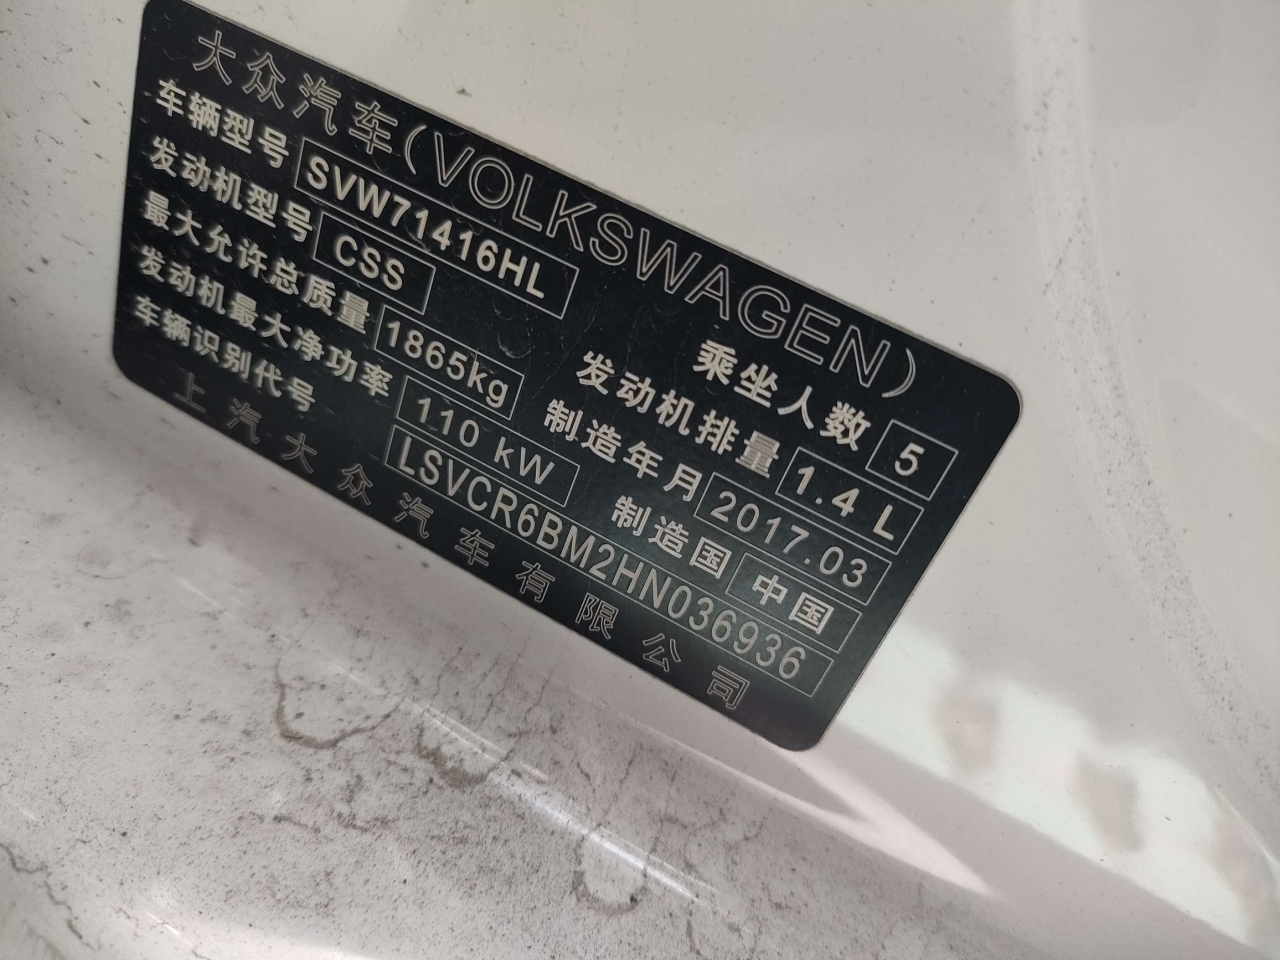 大众汽车(VOLKSWAGEN)
车辆型号 SVW71416HL 乘坐人数 5
发动机型号 CSS 发动机排量 1.4 L
最大允许总质量 1865kg 制造年月 2017.03
发动机最大净功率 110 kW 制造国 中国
车辆识别代号 LSVCR6BM2HN036936
上汽大众汽车有限公司